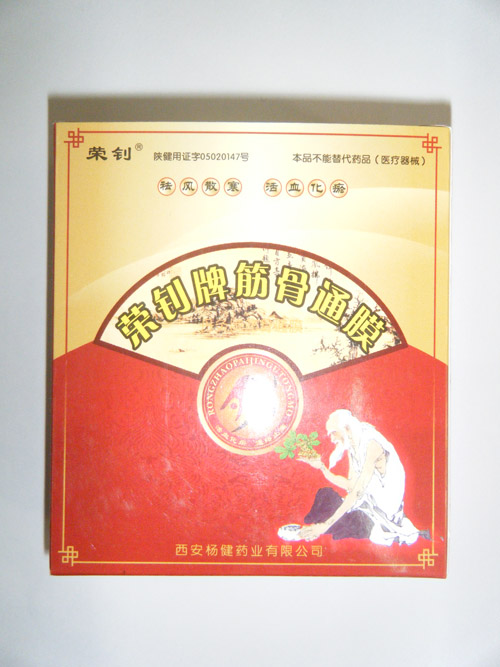 荣钊®
陕健用证字05020147号
本品不能替代药品（医疗器械）
祛风散寒 活血化瘀
荣钊牌筋骨通膜
RONGZHAOPAIJINGUTONGMO
西安杨健药业有限公司